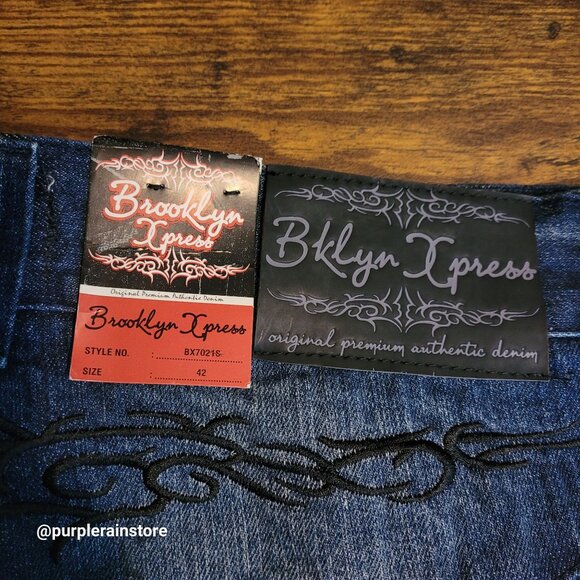 Brooklyn
Xpress
Original Premium Authentic Denim
Brooklyn Xpress
STYLE NO. : BX7021S
SIZE : 42
Bklyn Xpress
original premium authentic denim
@purplerainstore